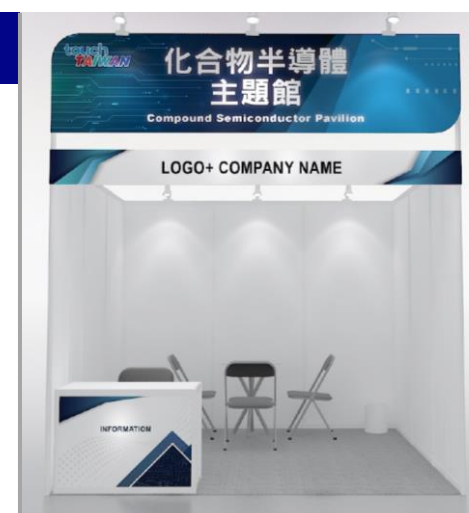 touch
TAIWAN
化合物半導體
主題館
Compound Semiconductor Pavilion
LOGO+ COMPANY NAME
INFORMATION